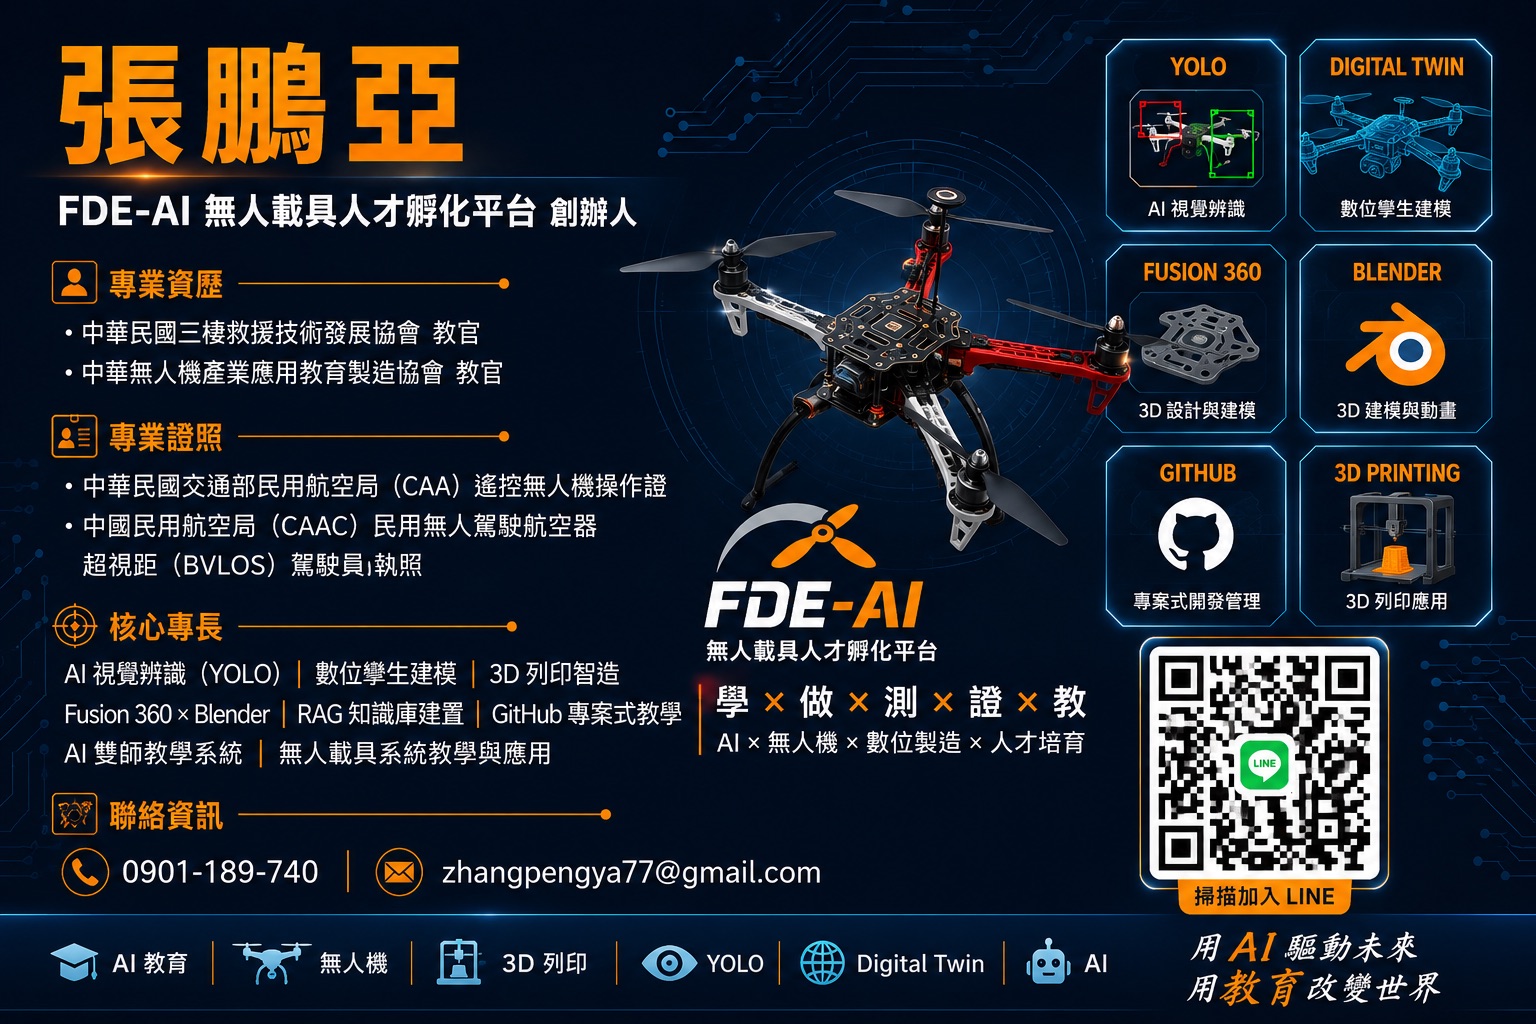 張鵬亞
FDE-AI 無人載具人才孵化平台 創辦人
專業資歷
• 中華民國三棲救援技術發展協會 教官
• 中華無人機產業應用教育製造協會 教官
專業證照
• 中華民國交通部民用航空局（CAA）遙控無人機操作證
• 中國民用航空局（CAAC）民用無人駕駛航空器
超視距（BVLOS）駕駛員執照
核心專長
AI 視覺辨識（YOLO）| 數位孿生建模 | 3D 列印智造
Fusion 360 × Blender | RAG 知識庫建置 | GitHub 專案式教學
AI 雙師教學系統 | 無人載具系統教學與應用
聯絡資訊
0901-189-740 | zhangpengya77@gmail.com
FDE-AI
無人載具人才孵化平台
學 × 做 × 測 × 證 × 教
AI × 無人機 × 數位製造 × 人才培育
YOLO
AI 視覺辨識
DIGITAL TWIN
數位孿生建模
FUSION 360
3D 設計與建模
BLENDER
3D 建模與動畫
GITHUB
專案式開發管理
3D PRINTING
3D 列印應用
LINE
掃描加入 LINE
AI 教育 | 無人機 | 3D 列印 | YOLO | Digital Twin | AI
用 AI 驅動未來
用教育改變世界